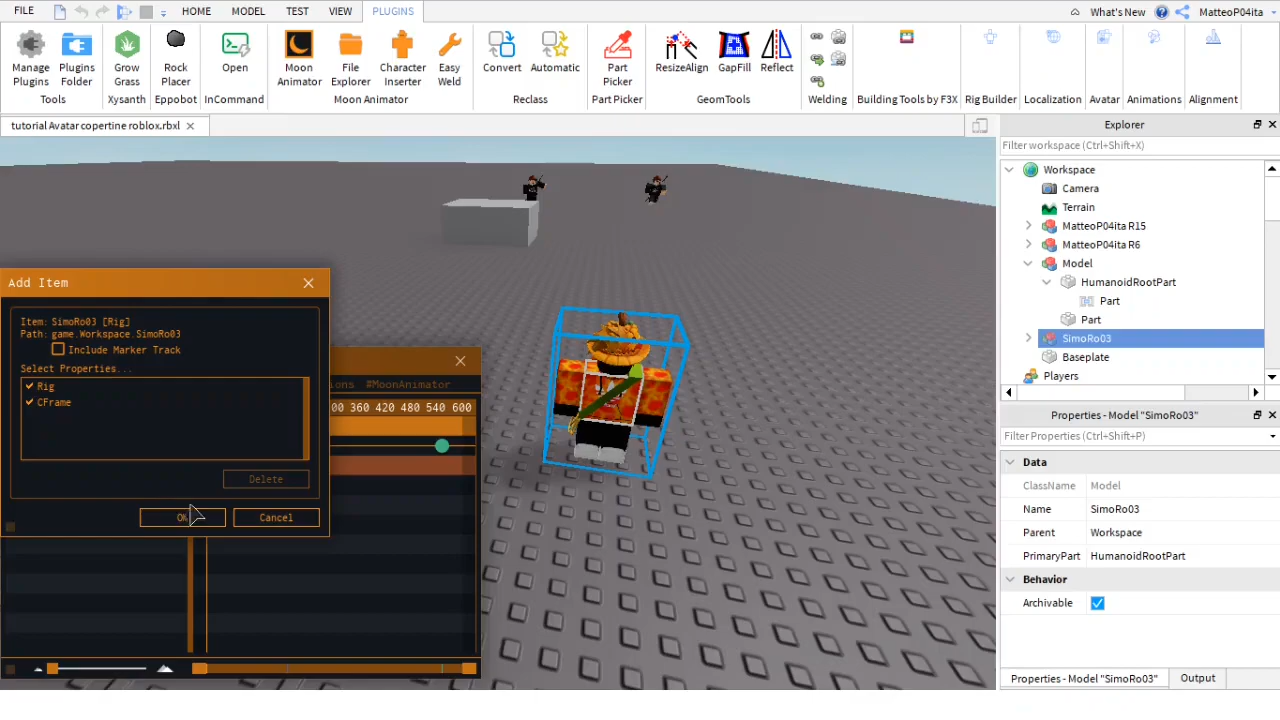 FILE HOME MODEL TEST VIEW PLUGINS What's New MatteoP04ita
Manage Plugins
Plugins Folder
Grow Grass
Rock Placer
Open
Moon Animator
File Explorer
Character Inserter
Easy Weld
Convert
Automatic
Part Picker
ResizeAlign
GapFill
Reflect
Tools Xysanth Eppobot InCommand Moon Animator Reclass Part Picker GeomTools Welding Building Tools by F3X Rig Builder Localization Avatar Animations Alignment
tutorial Avatar copertine roblox.rbxl
Explorer
Filter workspace (Ctrl+Shift+X)
Workspace
Camera
Terrain
MatteoP04ita R15
MatteoP04ita R6
Model
HumanoidRootPart
Part
Part
SimoRo03
Baseplate
Players
Properties - Model "SimoRo03"
Filter Properties (Ctrl+Shift+P)
Data
ClassName Model
Name SimoRo03
Parent Workspace
PrimaryPart HumanoidRootPart
Behavior
Archivable
Properties - Model "SimoRo03" Output
Add Item
Item: SimoRo03 [Rig]
Path: game.Workspace.SimoRo03
Include Marker Track
Select Properties...
Rig
CFrame
Delete
Cancel
#MoonAnimator
360 420 480 540 600